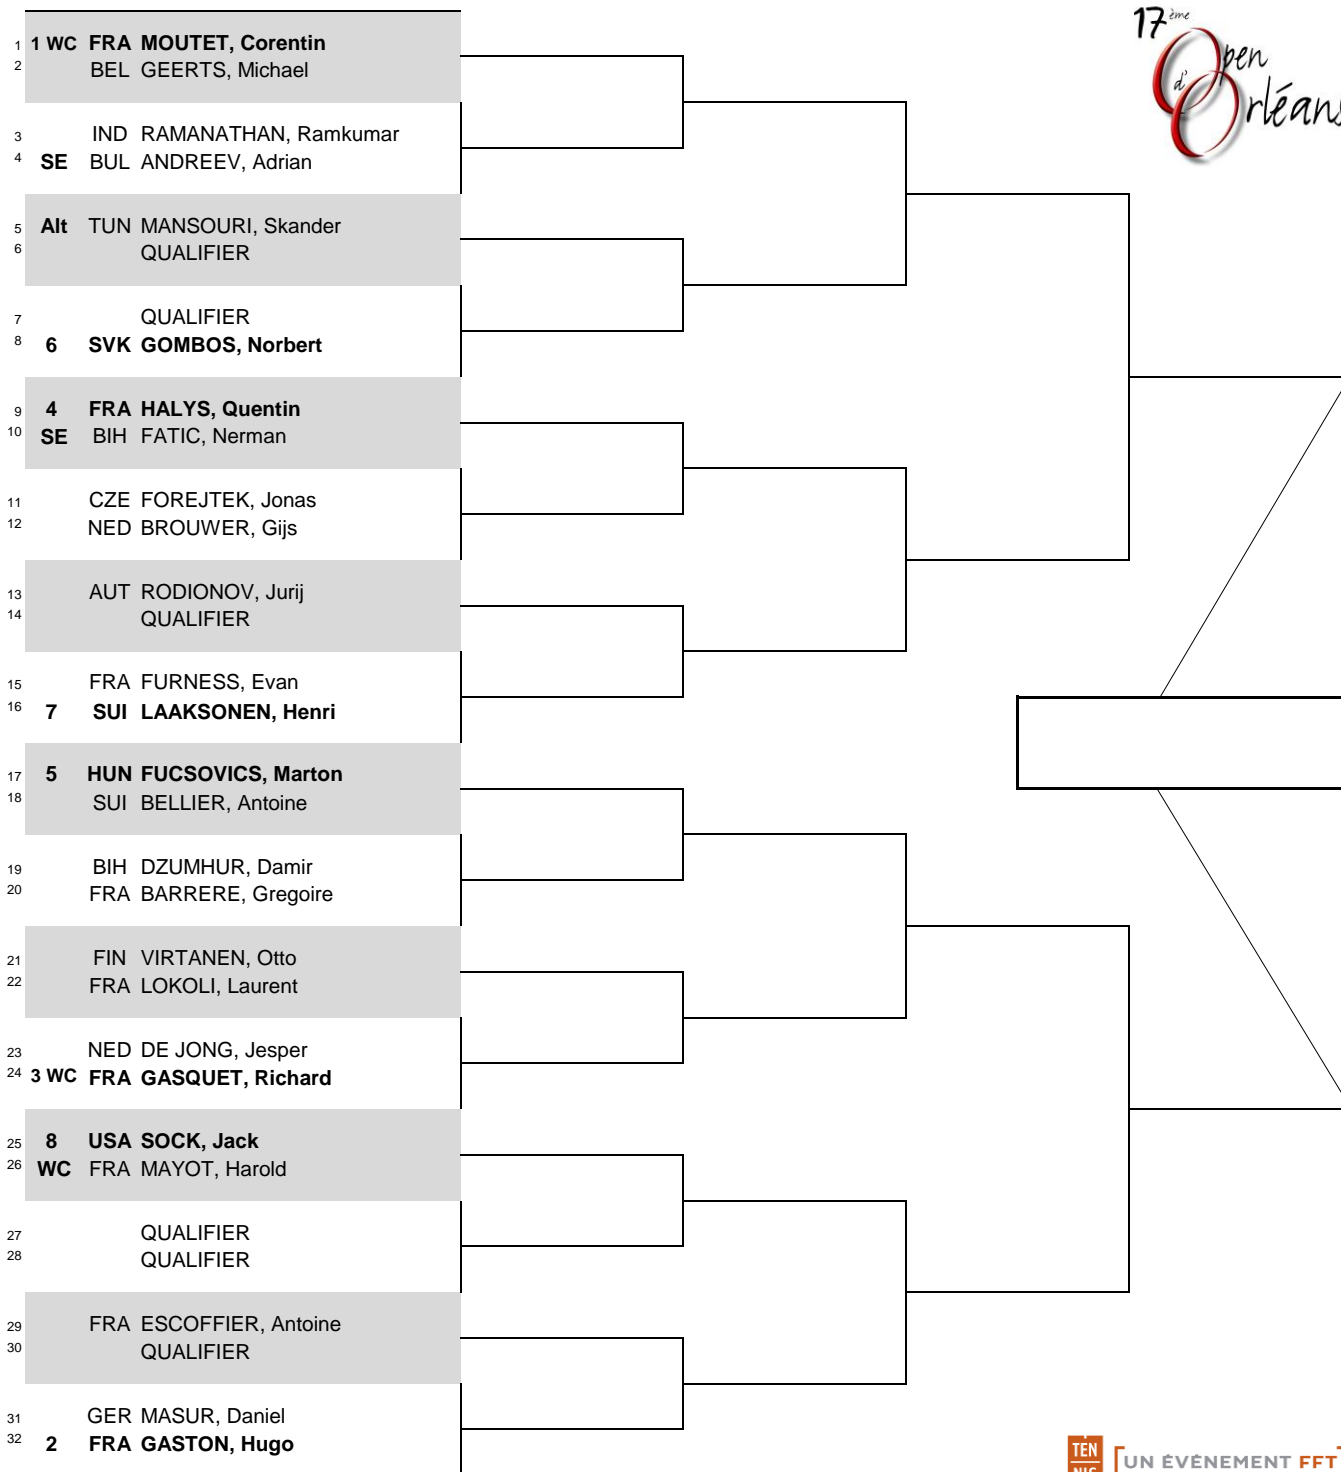 17ème
Open
d'
Orléans
1 1 WC FRA MOUTET, Corentin
2 BEL GEERTS, Michael
3 IND RAMANATHAN, Ramkumar
4 SE BUL ANDREEV, Adrian
5 Alt TUN MANSOURI, Skander
6 QUALIFIER
7 QUALIFIER
8 6 SVK GOMBOS, Norbert
9 4 FRA HALYS, Quentin
10 SE BIH FATIC, Nerman
11 CZE FOREJTEK, Jonas
12 NED BROUWER, Gijs
13 AUT RODIONOV, Jurij
14 QUALIFIER
15 FRA FURNESS, Evan
16 7 SUI LAAKSONEN, Henri
17 5 HUN FUCSOVICS, Marton
18 SUI BELLIER, Antoine
19 BIH DZUMHUR, Damir
20 FRA BARRERE, Gregoire
21 FIN VIRTANEN, Otto
22 FRA LOKOLI, Laurent
23 NED DE JONG, Jesper
24 3 WC FRA GASQUET, Richard
25 8 USA SOCK, Jack
26 WC FRA MAYOT, Harold
27 QUALIFIER
28 QUALIFIER
29 FRA ESCOFFIER, Antoine
30 QUALIFIER
31 GER MASUR, Daniel
32 2 FRA GASTON, Hugo
TEN
NIS
UN ÉVÉNEMENT FFT